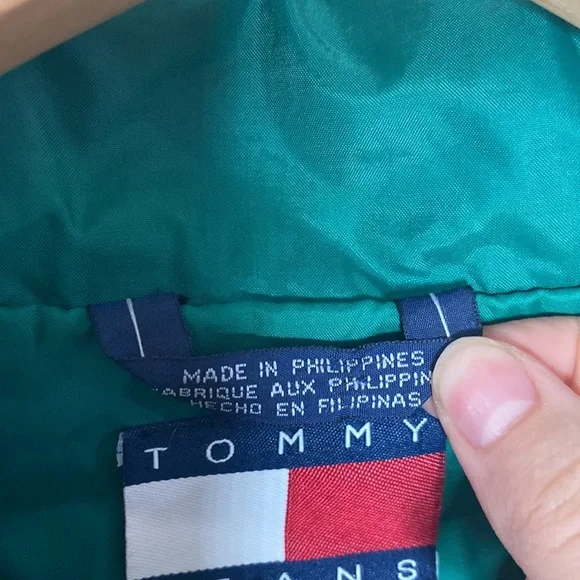 MADE IN PHILIPPINES
ABRIQUE AUX PHILIPPIN
HECHO EN FILIPINAS
TOMMY
EANS